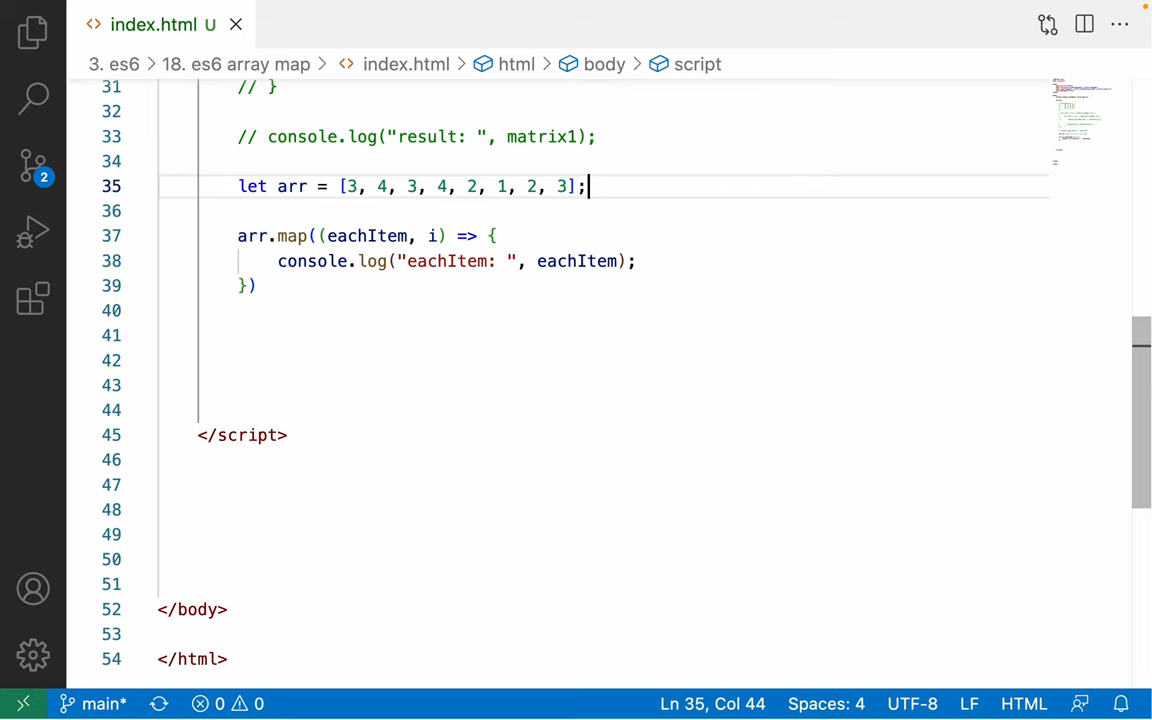 index.html U
3. es6 > 18. es6 array map > index.html > html > body > script
31 // }
32
33 // console.log("result: ", matrix1);
34
35 let arr = [3, 4, 3, 4, 2, 1, 2, 3];
36
37 arr.map((eachItem, i) => {
38 console.log("eachItem: ", eachItem);
39 })
40
41
42
43
44
45 </script>
46
47
48
49
50
51
52 </body>
53
54 </html>
2
main* 0 0 Ln 35, Col 44 Spaces: 4 UTF-8 LF HTML